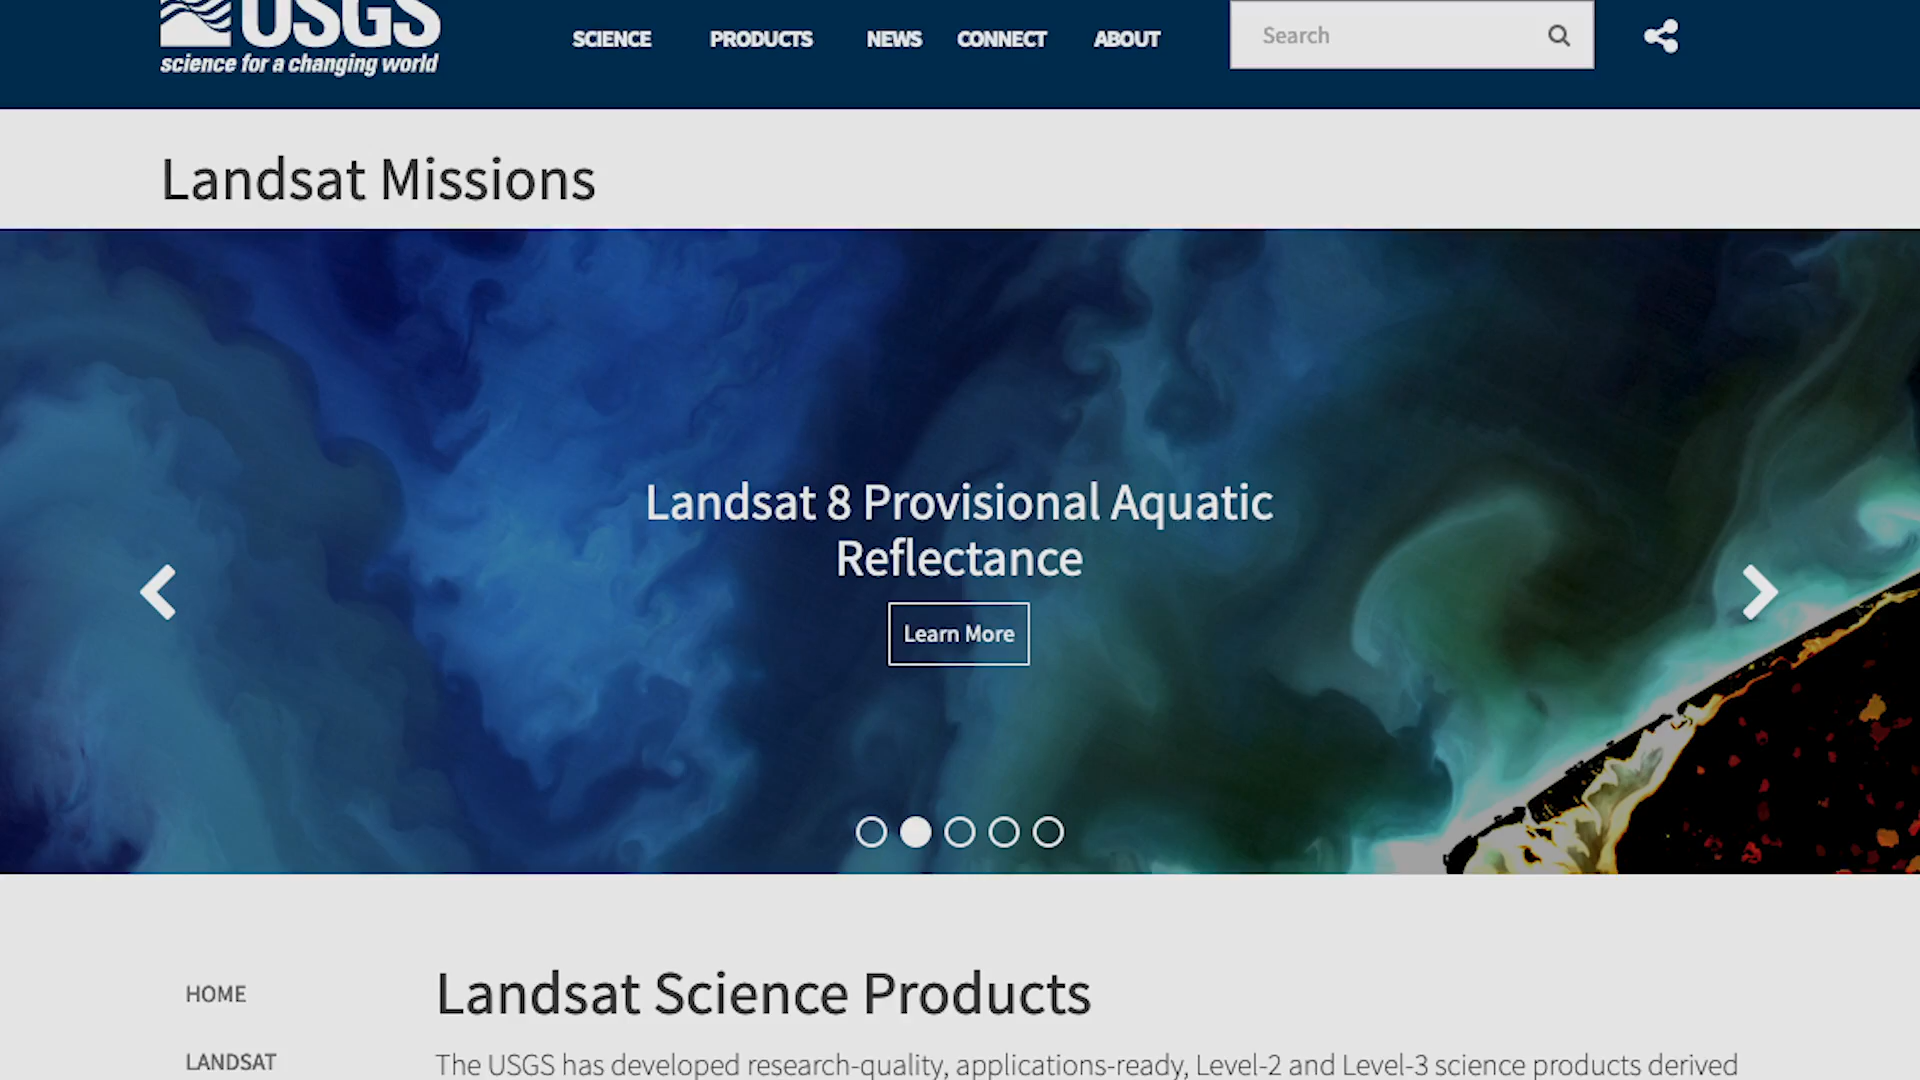 USGS
science for a changing world
SCIENCE PRODUCTS NEWS CONNECT ABOUT
Search
Landsat Missions
Landsat 8 Provisional Aquatic
Reflectance
Learn More
HOME
Landsat Science Products
LANDSAT
The USGS has developed research-quality, applications-ready, Level-2 and Level-3 science products derived